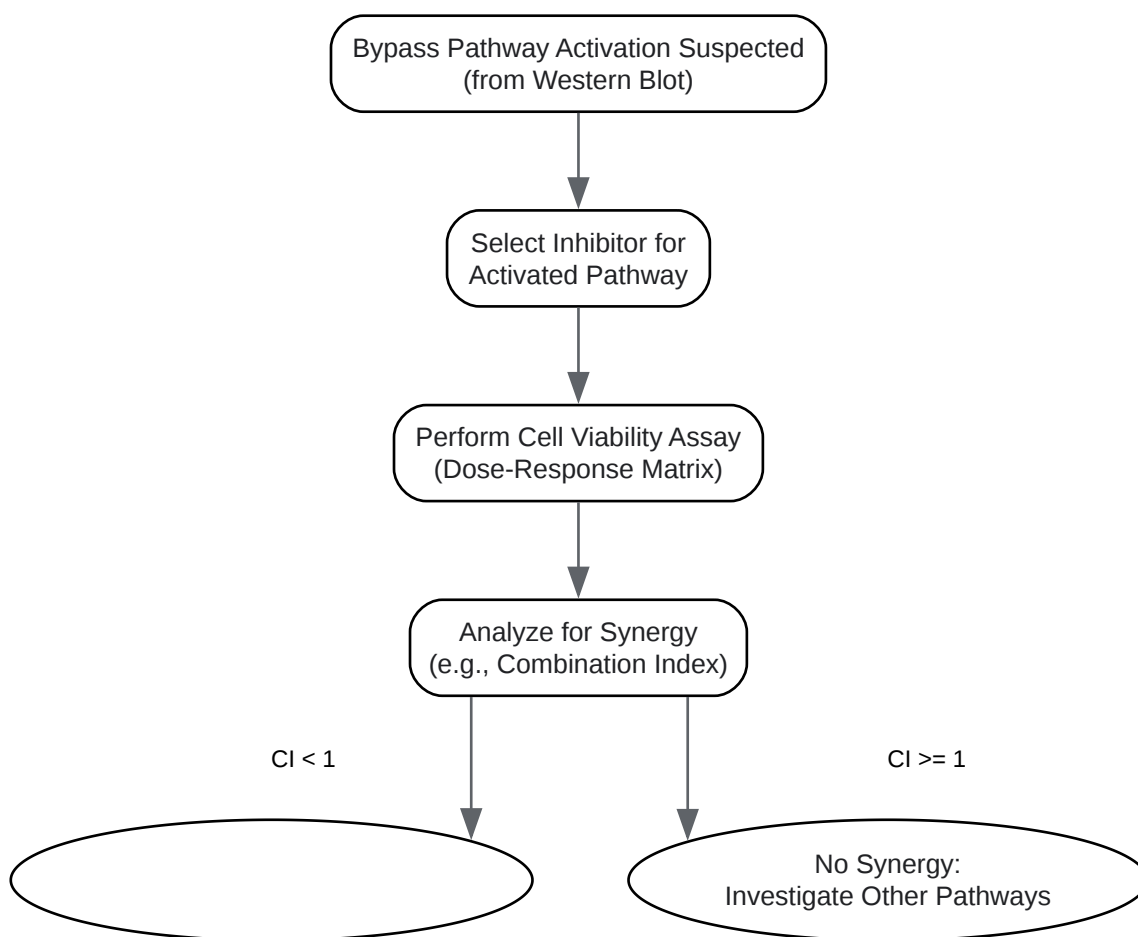 Bypass Pathway Activation Suspected
(from Western Blot)
Select Inhibitor for
Activated Pathway
Perform Cell Viability Assay
(Dose-Response Matrix)
Analyze for Synergy
(e.g., Combination Index)
CI < 1
CI >= 1
No Synergy:
Investigate Other Pathways